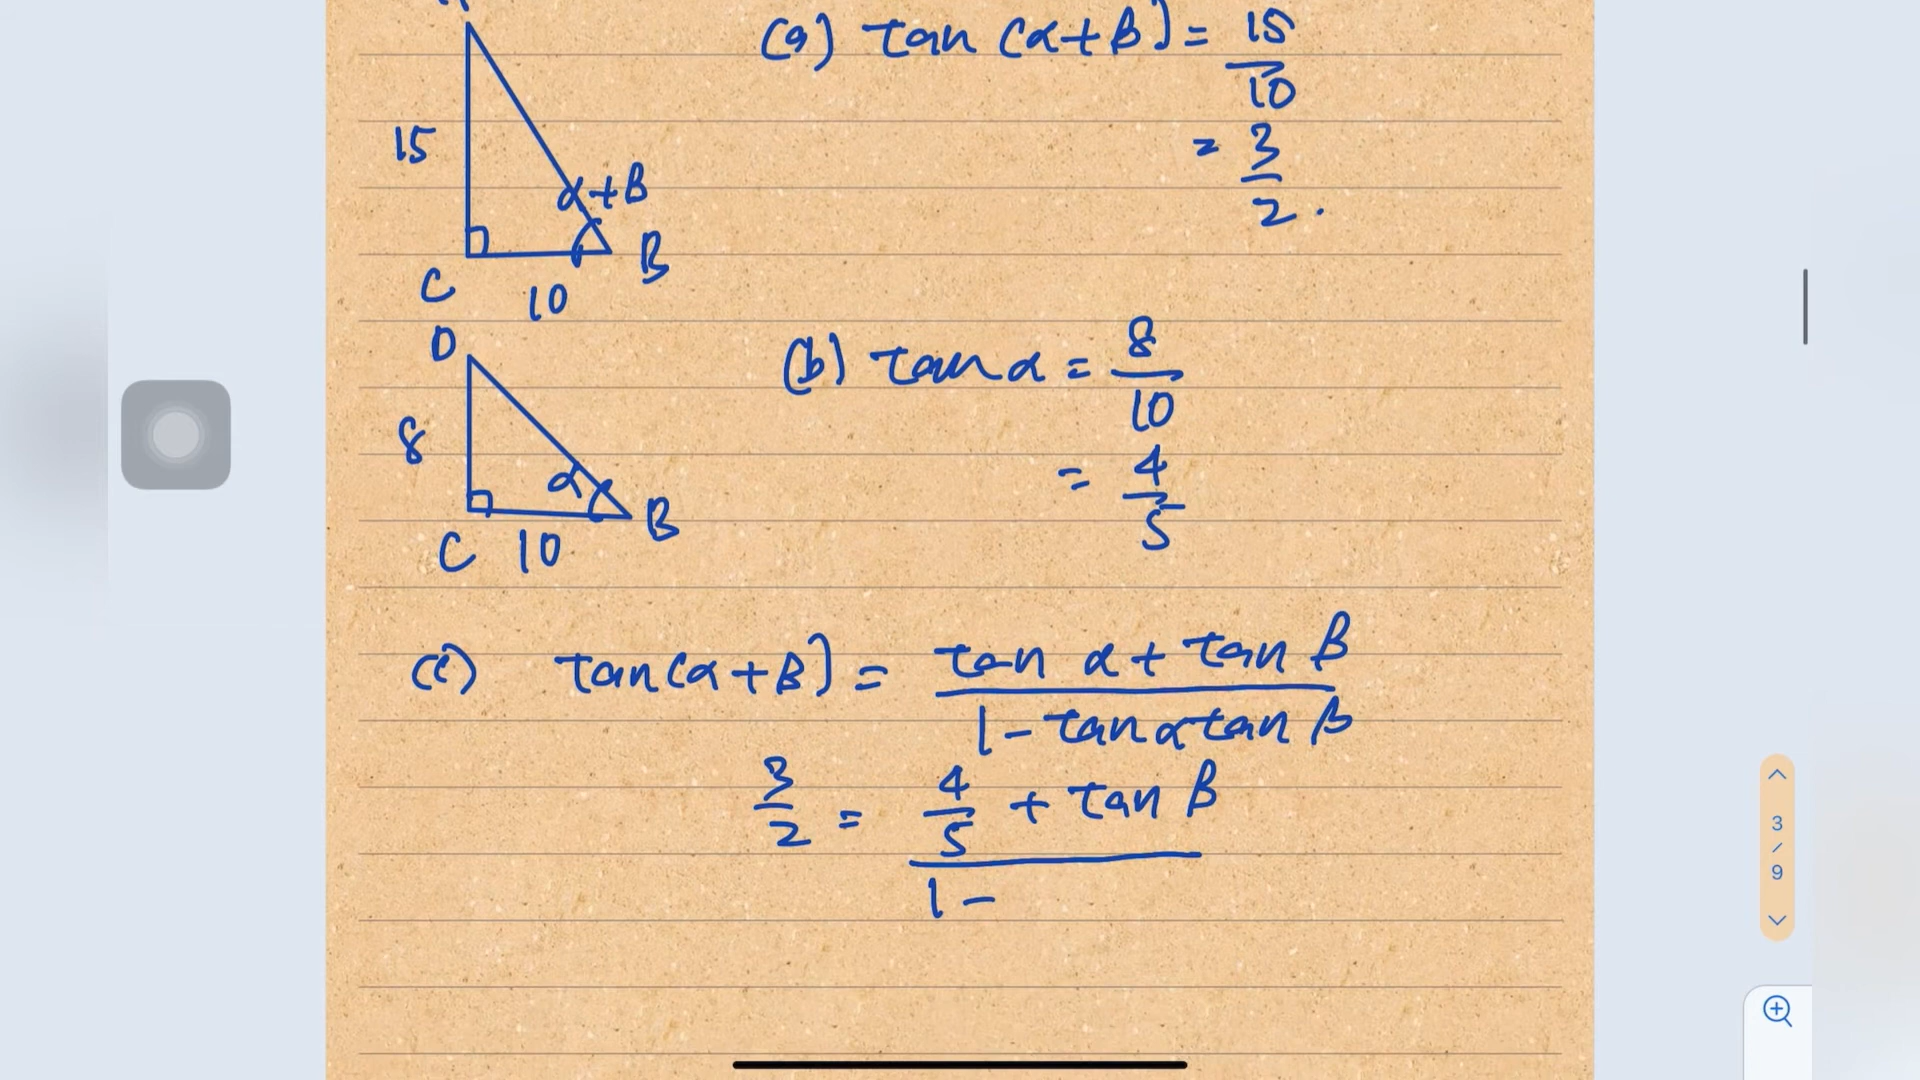 (a) tan (α+β) = 15/10
= 3/2.
15
α+β
C
10
B
D
8
α
C 10
B
(b) tan α = 8/10
= 4/5
(c) tan(α+β) = tan α + tan β / 1 - tan α tan β
3/2 = 4/5 + tan β / 1 -
3
/
9